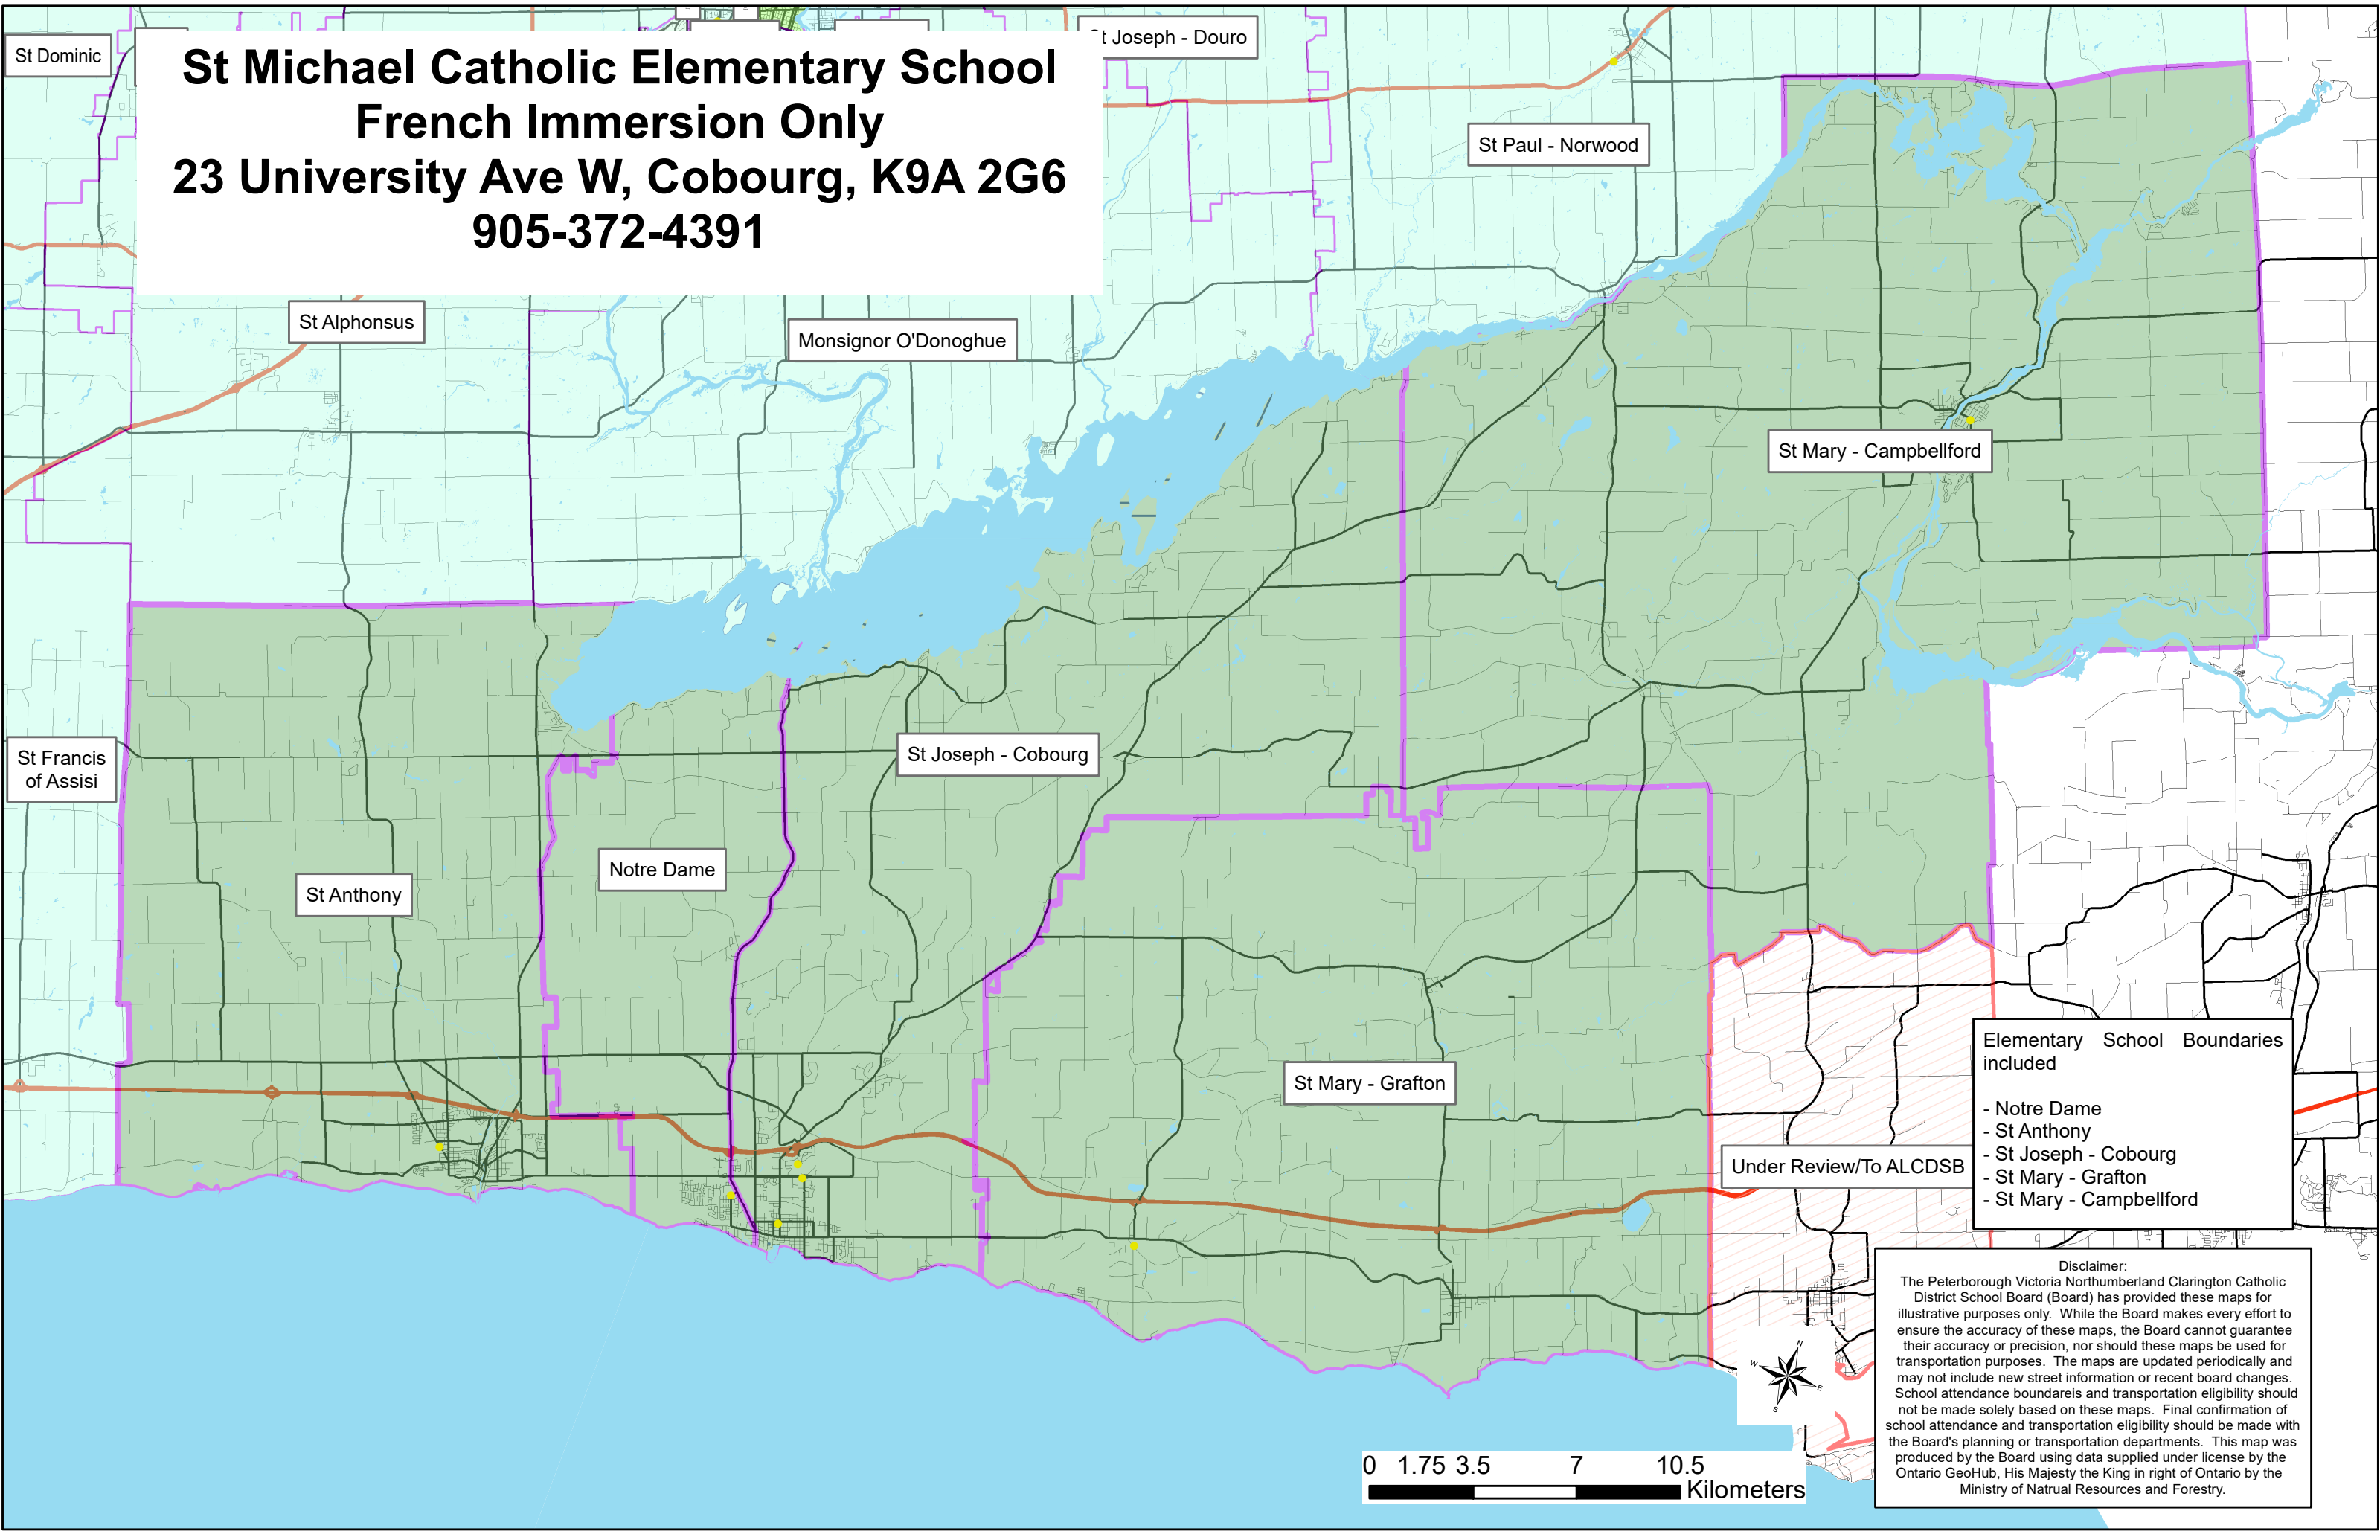 St Michael Catholic Elementary School
French Immersion Only
23 University Ave W, Cobourg, K9A 2G6
905-372-4391
St Dominic
t Joseph - Douro
St Paul - Norwood
St Alphonsus
Monsignor O'Donoghue
St Mary - Campbellford
St Francis
of Assisi
St Joseph - Cobourg
Notre Dame
St Anthony
St Mary - Grafton
Under Review/To ALCDSB
Elementary School Boundaries
included
- Notre Dame
- St Anthony
- St Joseph - Cobourg
- St Mary - Grafton
- St Mary - Campbellford
Disclaimer:
The Peterborough Victoria Northumberland Clarington Catholic
District School Board (Board) has provided these maps for
illustrative purposes only. While the Board makes every effort to
ensure the accuracy of these maps, the Board cannot guarantee
their accuracy or precision, nor should these maps be used for
transportation purposes. The maps are updated periodically and
may not include new street information or recent board changes.
School attendance boundareis and transportation eligibility should
not be made solely based on these maps. Final confirmation of
school attendance and transportation eligibility should be made with
the Board's planning or transportation departments. This map was
produced by the Board using data supplied under license by the
Ontario GeoHub, His Majesty the King in right of Ontario by the
Ministry of Natrual Resources and Forestry.
N
W
E
S
0 1.75 3.5 7 10.5
Kilometers